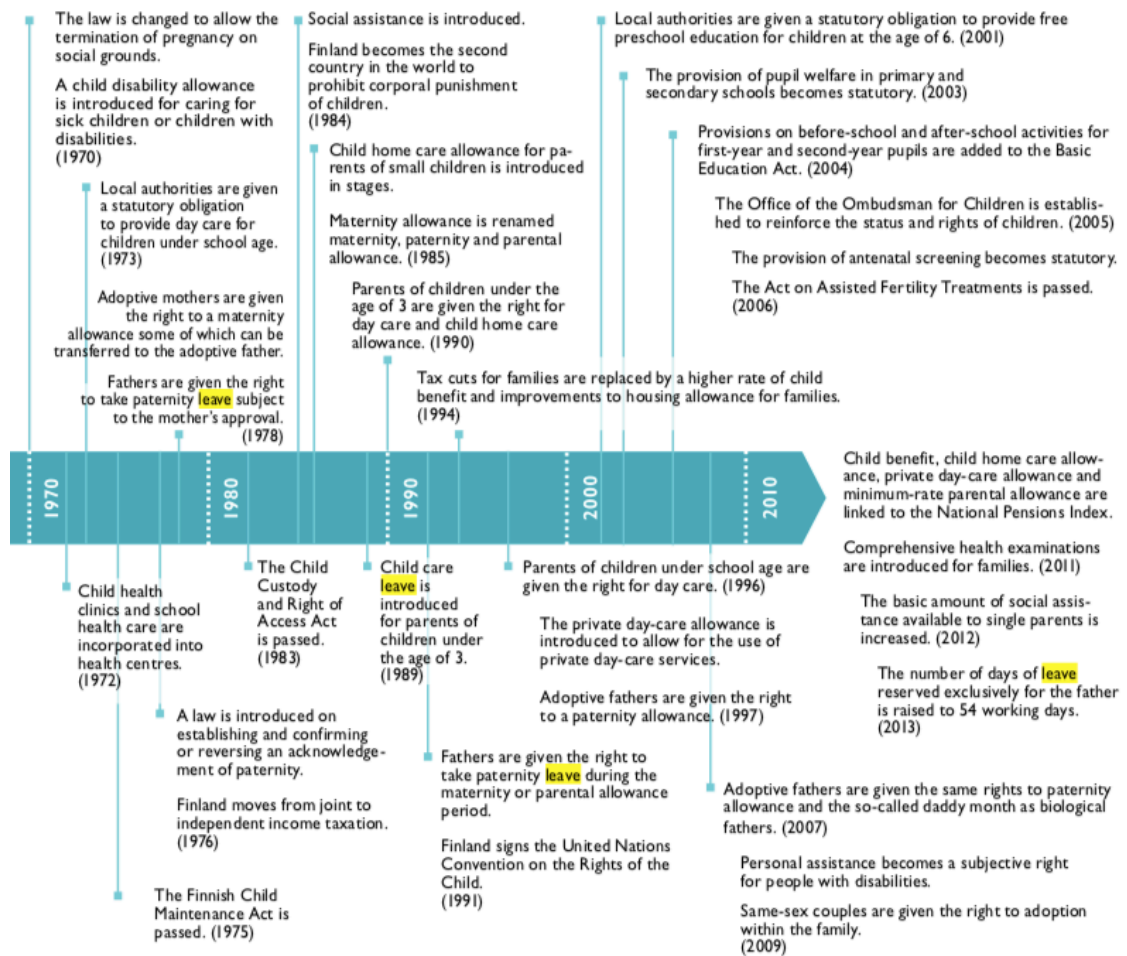 The law is changed to allow the
termination of pregnancy on
social grounds.
A child disability allowance
is introduced for caring for
sick children or children with
disabilities.
(1970)
Local authorities are given
a statutory obligation
to provide day care for
children under school age.
(1973)
Adoptive mothers are given
the right to a maternity
allowance some of which can be
transferred to the adoptive father.
Fathers are given the right
to take paternity leave subject
to the mother's approval.
(1978)
Social assistance is introduced.
Finland becomes the second
country in the world to
prohibit corporal punishment
of children.
(1984)
Child home care allowance for pa-
rents of small children is introduced
in stages.
Maternity allowance is renamed
maternity, paternity and parental
allowance. (1985)
Parents of children under the
age of 3 are given the right for
day care and child home care
allowance. (1990)
Tax cuts for families are replaced by a higher rate of child
benefit and improvements to housing allowance for families.
(1994)
Local authorities are given a statutory obligation to provide free
preschool education for children at the age of 6. (2001)
The provision of pupil welfare in primary and
secondary schools becomes statutory. (2003)
Provisions on before-school and after-school activities for
first-year and second-year pupils are added to the Basic
Education Act. (2004)
The Office of the Ombudsman for Children is establis-
hed to reinforce the status and rights of children. (2005)
The provision of antenatal screening becomes statutory.
The Act on Assisted Fertility Treatments is passed.
(2006)
1970
1980
1990
2000
2010
Child health
clinics and school
health care are
incorporated into
health centres.
(1972)
The Finnish Child
Maintenance Act is
passed. (1975)
A law is introduced on
establishing and confirming
or reversing an acknowledge-
ment of paternity.
Finland moves from joint to
independent income taxation.
(1976)
The Child
Custody
and Right of
Access Act
is passed.
(1983)
Child care
leave is
introduced
for parents of
children under
the age of 3.
(1989)
Fathers are given the right to
take paternity leave during the
maternity or parental allowance
period.
Finland signs the United Nations
Convention on the Rights of the
Child.
(1991)
Parents of children under school age are
given the right for day care. (1996)
The private day-care allowance is
introduced to allow for the use of
private day-care services.
Adoptive fathers are given the right
to a paternity allowance. (1997)
Adoptive fathers are given the same rights to paternity
allowance and the so-called daddy month as biological
fathers. (2007)
Personal assistance becomes a subjective right
for people with disabilities.
Same-sex couples are given the right to adoption
within the family.
(2009)
Child benefit, child home care allow-
ance, private day-care allowance and
minimum-rate parental allowance are
linked to the National Pensions Index.
Comprehensive health examinations
are introduced for families. (2011)
The basic amount of social assis-
tance available to single parents is
increased. (2012)
The number of days of leave
reserved exclusively for the father
is raised to 54 working days.
(2013)